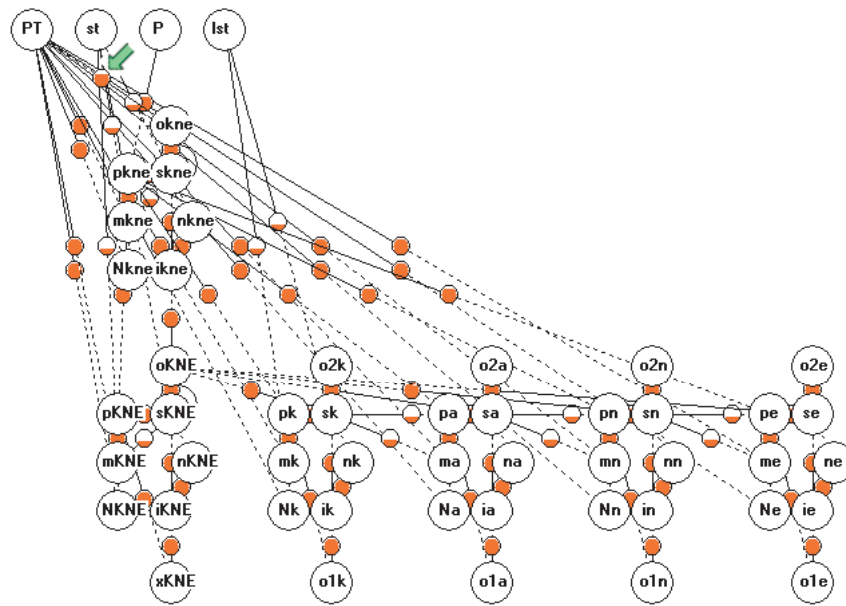 PT st P lst
okne
pkne skne
mkne nkne
Nkne ikne
oKNE o2k o2a o2n o2e
pKNE sKNE pk sk pa sa pn sn pe se
mKNE nKNE mk nk ma na mn nn me ne
NKNE iKNE Nk ik Na ia Nn in Ne ie
xKNE o1k o1a o1n o1e